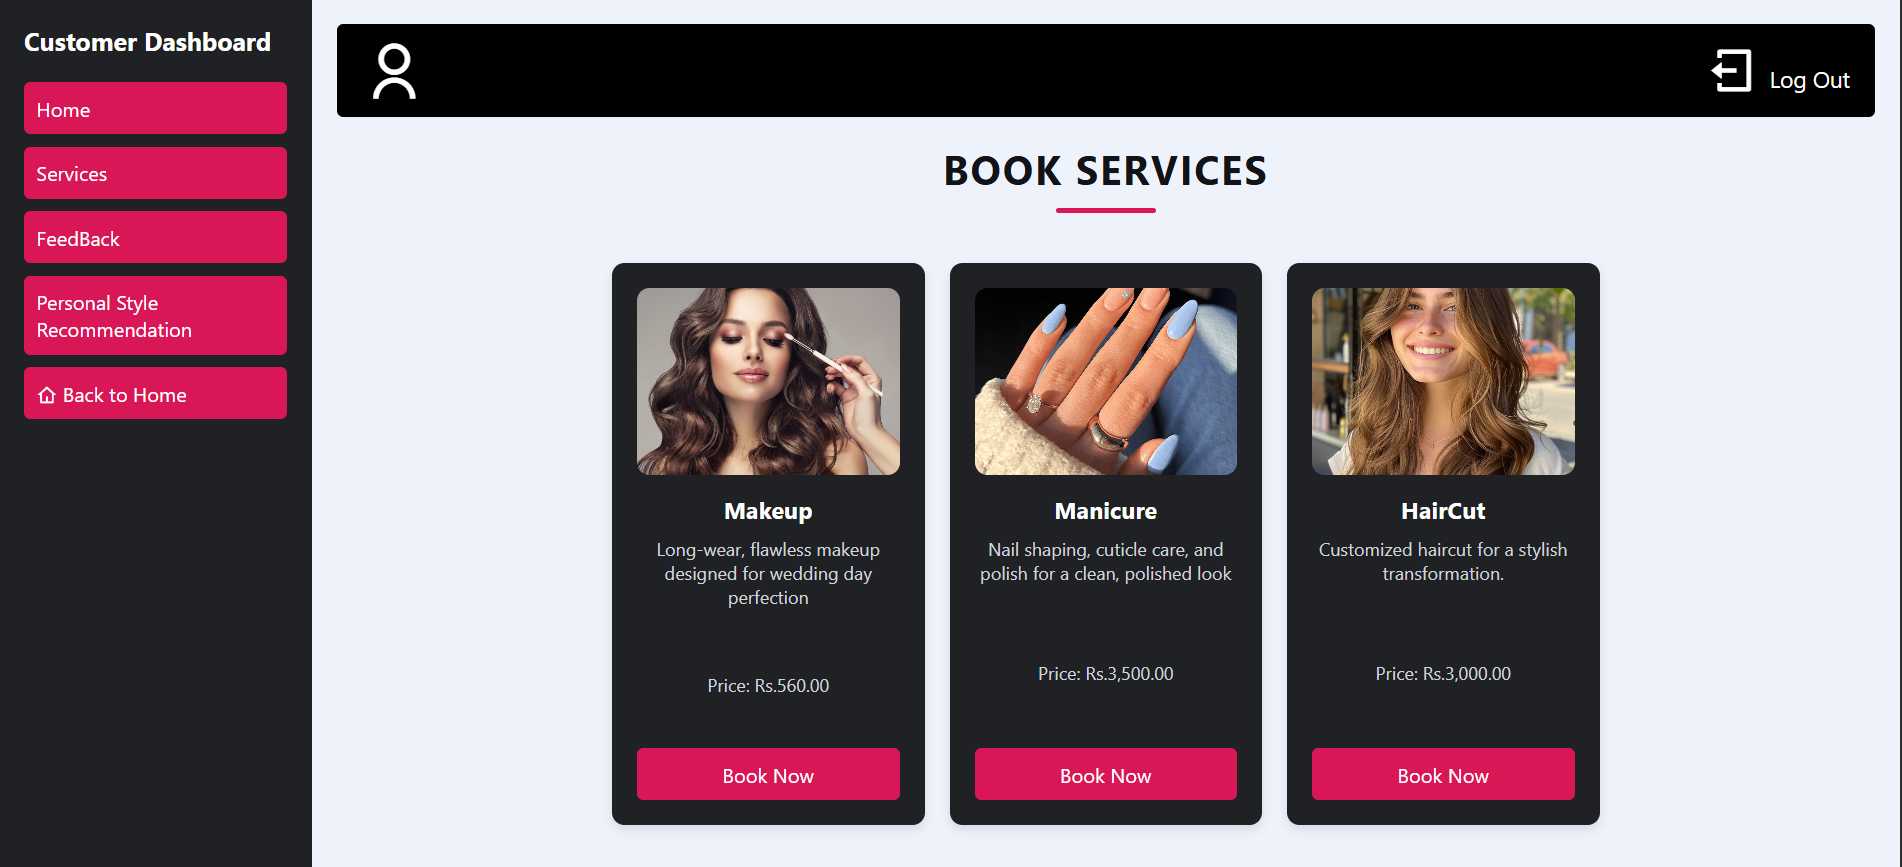 Customer Dashboard
Home
Services
FeedBack
Personal Style
Recommendation
Back to Home
Log Out
BOOK SERVICES
Makeup
Long-wear, flawless makeup
designed for wedding day
perfection
Price: Rs.560.00
Book Now
Manicure
Nail shaping, cuticle care, and
polish for a clean, polished look
Price: Rs.3,500.00
Book Now
HairCut
Customized haircut for a stylish
transformation.
Price: Rs.3,000.00
Book Now